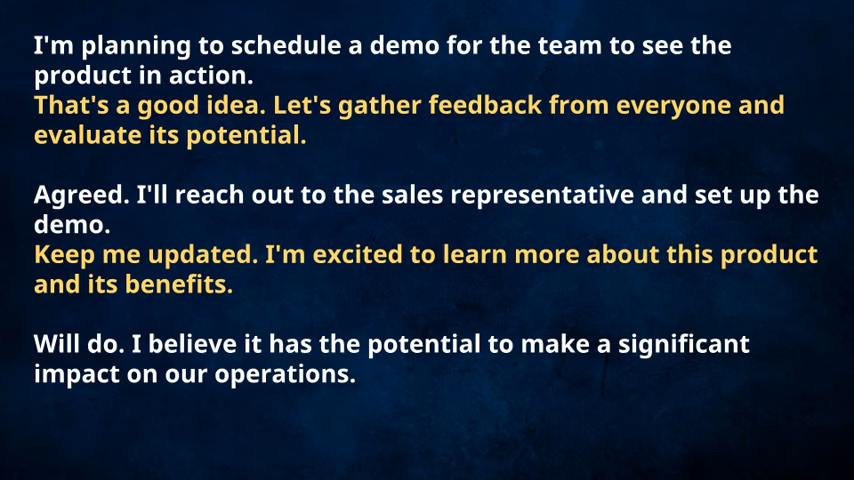 I'm planning to schedule a demo for the team to see the
product in action.
That's a good idea. Let's gather feedback from everyone and
evaluate its potential.
Agreed. I'll reach out to the sales representative and set up the
demo.
Keep me updated. I'm excited to learn more about this product
and its benefits.
Will do. I believe it has the potential to make a significant
impact on our operations.